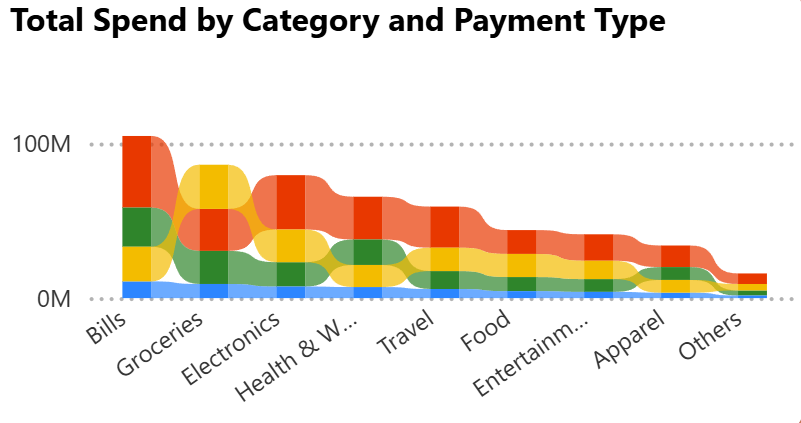 Total Spend by Category and Payment Type
100M
0M
Bills
Groceries
Electronics
Health & W...
Travel
Food
Entertainm...
Apparel
Others